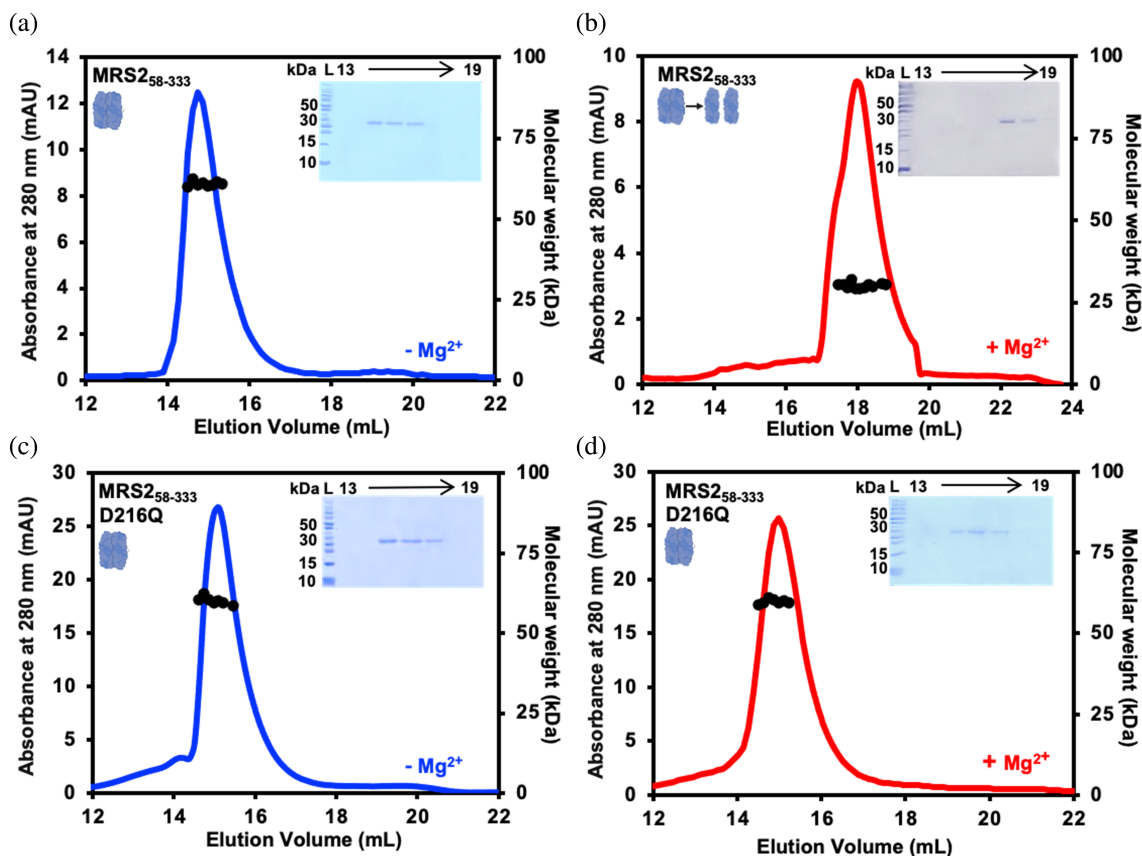 (a)
MRS2₅₈₋₃₃₃
kDa L 13 19
50
30
15
10
14
12
10
8
6
4
2
0
Absorbance at 280 nm (mAU)
100
75
50
25
0
Molecular weight (kDa)
- Mg²⁺
12 14 16 18 20 22
Elution Volume (mL)
(b)
MRS2₅₈₋₃₃₃
kDa L 13 19
50
30
15
10
10
8
6
4
2
0
Absorbance at 280 nm (mAU)
100
75
50
25
0
Molecular weight (kDa)
+ Mg²⁺
12 14 16 18 20 22 24
Elution Volume (mL)
(c)
MRS2₅₈₋₃₃₃
D216Q
kDa L 13 19
50
30
15
10
30
25
20
15
10
5
0
Absorbance at 280 nm (mAU)
100
75
50
25
0
Molecular weight (kDa)
- Mg²⁺
12 14 16 18 20 22
Elution Volume (mL)
(d)
MRS2₅₈₋₃₃₃
D216Q
kDa L 13 19
50
30
15
10
30
25
20
15
10
5
0
Absorbance at 280 nm (mAU)
100
75
50
25
0
Molecular weight (kDa)
+ Mg²⁺
12 14 16 18 20 22
Elution Volume (mL)